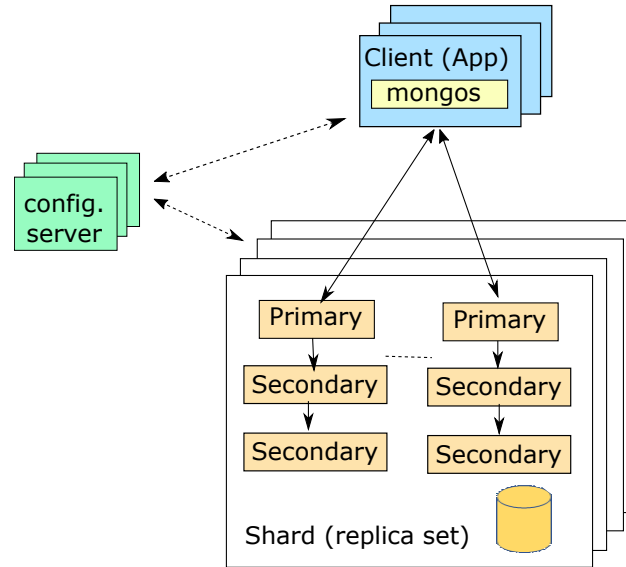 Client (App)
mongos
config.
server
Primary
Primary
Secondary
Secondary
Secondary
Secondary
Shard (replica set)